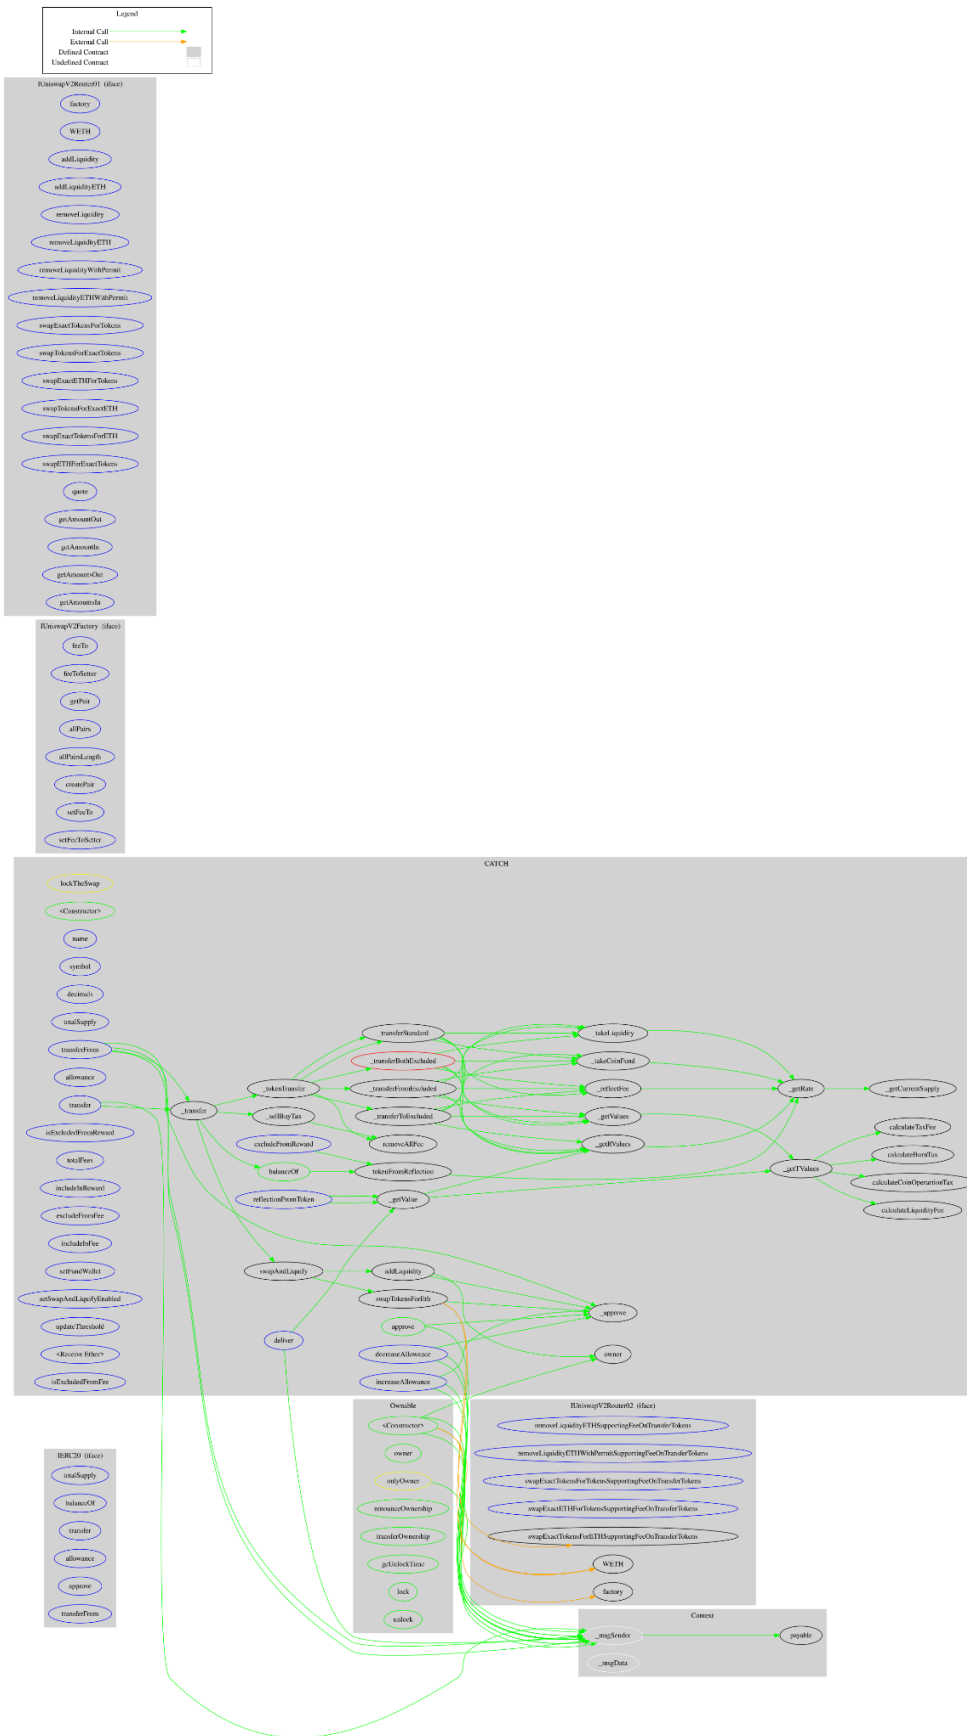 Legend
Internal Call
External Call
Defined Contract
Undefined Contract
IUniswapV2Router01 (iface)
factory
WETH
addLiquidity
addLiquidityETH
removeLiquidity
removeLiquidityETH
removeLiquidityWithPermit
removeLiquidityETHWithPermit
swapExactTokensForTokens
swapTokensForExactTokens
swapExactETHForTokens
swapTokensForExactETH
swapExactTokensForETH
swapETHForExactTokens
quote
getAmountOut
getAmountIn
getAmountsOut
getAmountsIn
IUniswapV2Factory (iface)
feeTo
feeToSetter
getPair
allPairs
allPairsLength
createPair
setFeeTo
setFeeToSetter
CATCH
lockTheSwap
<Constructor>
name
symbol
decimals
totalSupply
transferFrom
allowance
transfer
isExcludedFromReward
totalFees
includeInReward
excludeFromFee
includeInFee
setFundWallet
setSwapAndLiquifyEnabled
updateThreshold
<Receive Ether>
isExcludedFromFee
_transfer
_tokenTransfer
_sellBuyTax
excludeFromReward
balanceOf
reflectionFromToken
swapAndLiquify
deliver
_transferStandard
_transferBothExcluded
_transferFromExcluded
_transferToExcluded
removeAllFee
tokenFromReflection
_getValue
addLiquidity
swapTokensForEth
approve
decreaseAllowance
increaseAllowance
_takeLiquidity
_takeCoinFund
_reflectFee
_getValues
_getRValues
_approve
owner
_getRate
_getTValues
_getCurrentSupply
calculateTaxFee
calculateBurnTax
calculateCoinOperartionTax
calculateLiquidityFee
Ownable
<Constructor>
owner
onlyOwner
renounceOwnership
transferOwnership
geUnlockTime
lock
unlock
IUniswapV2Router02 (iface)
removeLiquidityETHSupportingFeeOnTransferTokens
removeLiquidityETHWithPermitSupportingFeeOnTransferTokens
swapExactTokensForTokensSupportingFeeOnTransferTokens
swapExactETHForTokensSupportingFeeOnTransferTokens
swapExactTokensForETHSupportingFeeOnTransferTokens
WETH
factory
IERC20 (iface)
totalSupply
balanceOf
transfer
allowance
approve
transferFrom
Context
_msgSender
_msgData
payable